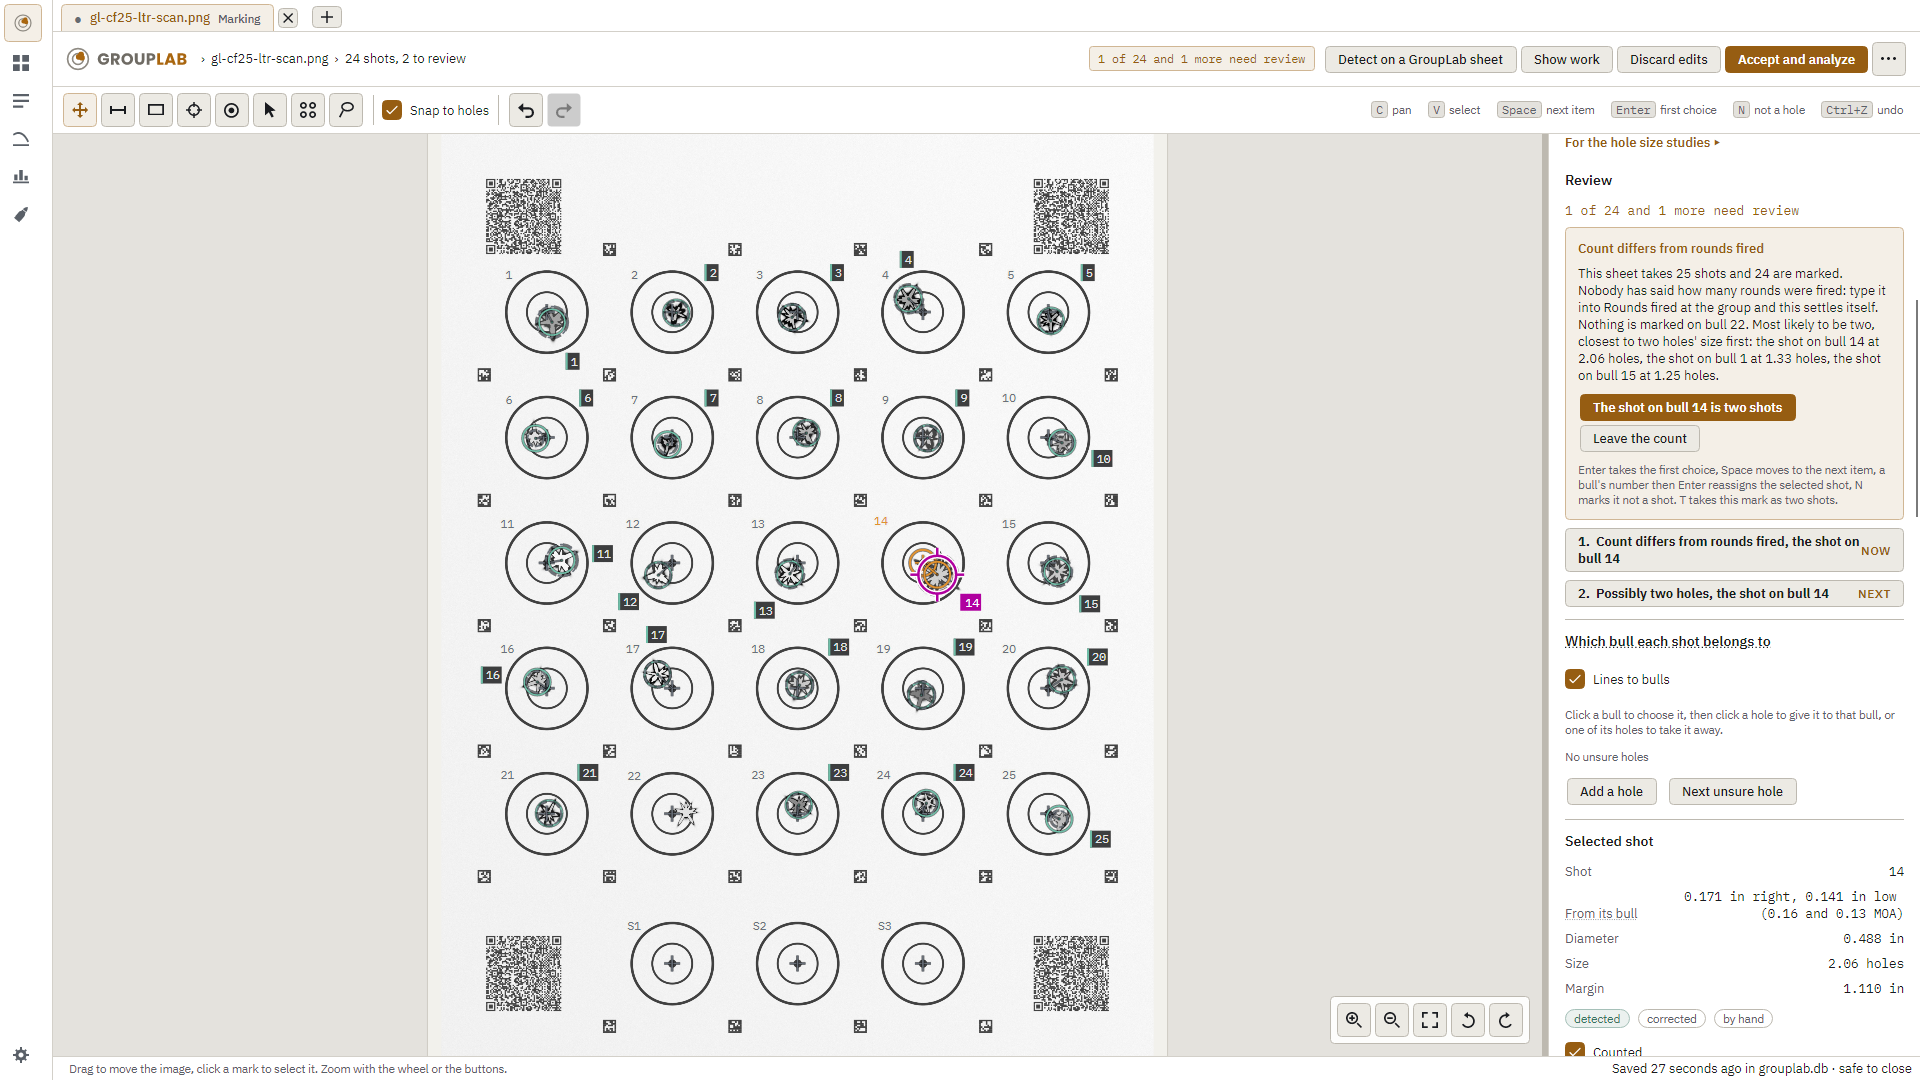 gl-cf25-ltr-scan.png Marking
GROUPLAB › gl-cf25-ltr-scan.png › 24 shots, 2 to review
1 of 24 and 1 more need review
Detect on a GroupLab sheet
Show work
Discard edits
Accept and analyze
Snap to holes
C pan
V select
Space next item
Enter first choice
N not a hole
Ctrl+Z undo
1 2 2 3 3 4 4 5 5
1
6 6 7 7 8 8 9 9 10
10
11 12 13 14 15
11
12 13 14 15
17
16 17 18 18 19 19 20 20
16
21 21 22 23 23 24 24 25
25
S1 S2 S3
For the hole size studies ▸
Review
1 of 24 and 1 more need review
Count differs from rounds fired
This sheet takes 25 shots and 24 are marked.
Nobody has said how many rounds were fired: type it
into Rounds fired at the group and this settles itself.
Nothing is marked on bull 22. Most likely to be two,
closest to two holes' size first: the shot on bull 14 at
2.06 holes, the shot on bull 1 at 1.33 holes, the shot
on bull 15 at 1.25 holes.
The shot on bull 14 is two shots
Leave the count
Enter takes the first choice, Space moves to the next item, a
bull's number then Enter reassigns the selected shot, N
marks it not a shot. T takes this mark as two shots.
1. Count differs from rounds fired, the shot on
bull 14 NOW
2. Possibly two holes, the shot on bull 14 NEXT
Which bull each shot belongs to
Lines to bulls
Click a bull to choose it, then click a hole to give it to that bull, or
one of its holes to take it away.
No unsure holes
Add a hole
Next unsure hole
Selected shot
Shot 14
0.171 in right, 0.141 in low
From its bull (0.16 and 0.13 MOA)
Diameter 0.488 in
Size 2.06 holes
Margin 1.110 in
detected corrected by hand
Counted
Drag to move the image, click a mark to select it. Zoom with the wheel or the buttons.
Saved 27 seconds ago in grouplab.db · safe to close